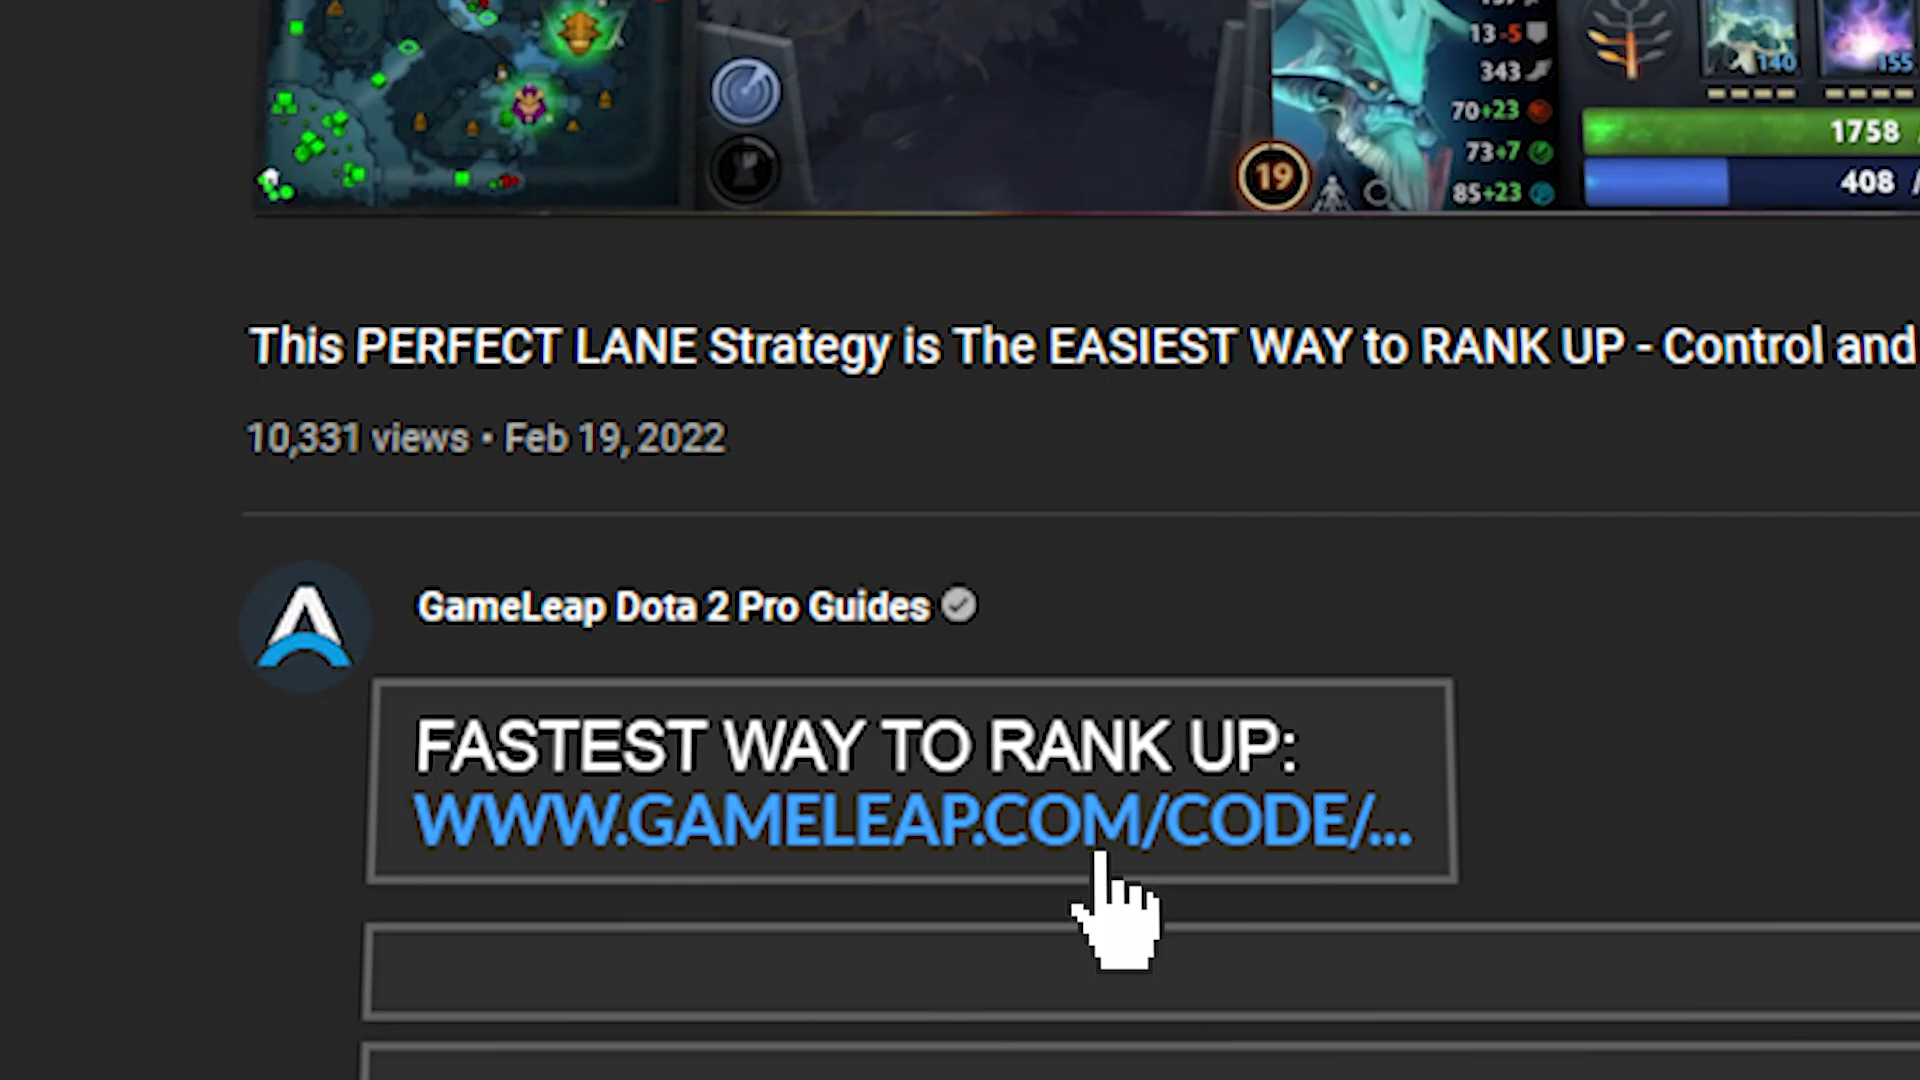 13-5
343
70+23
73+7
85+23
19
140
155
1758
408 /
This PERFECT LANE Strategy is The EASIEST WAY to RANK UP - Control and
10,331 views • Feb 19, 2022
GameLeap Dota 2 Pro Guides
FASTEST WAY TO RANK UP:
WWW.GAMELEAP.COM/CODE/...